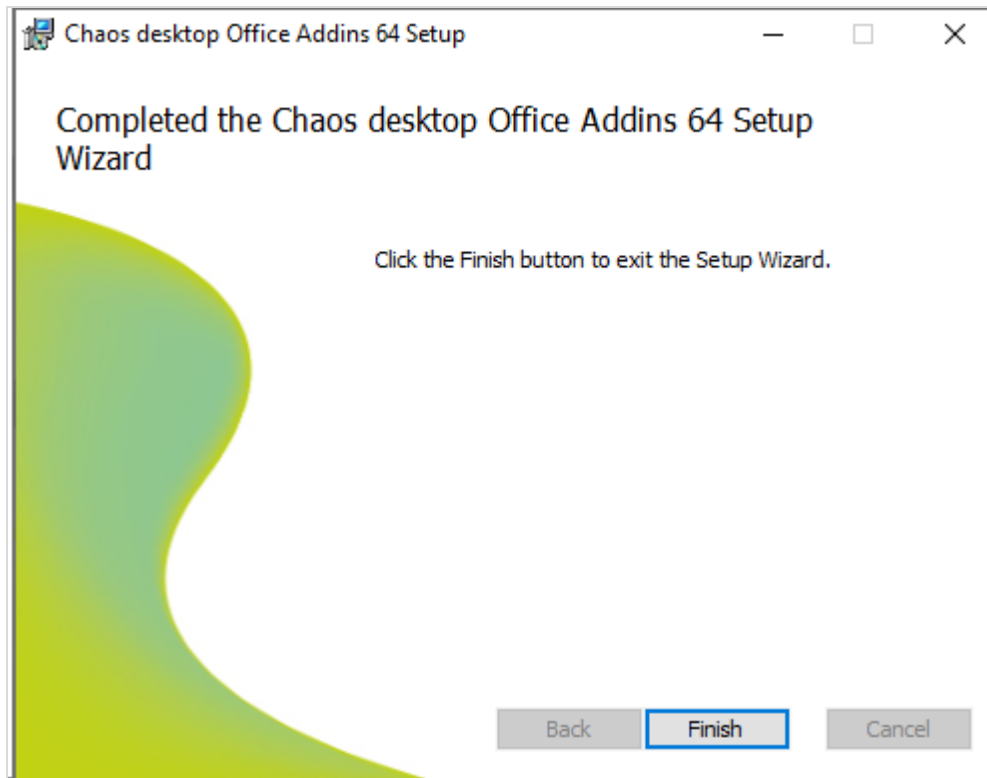 Chaos desktop Office Addins 64 Setup
Completed the Chaos desktop Office Addins 64 Setup
Wizard
Click the Finish button to exit the Setup Wizard.
Back
Finish
Cancel